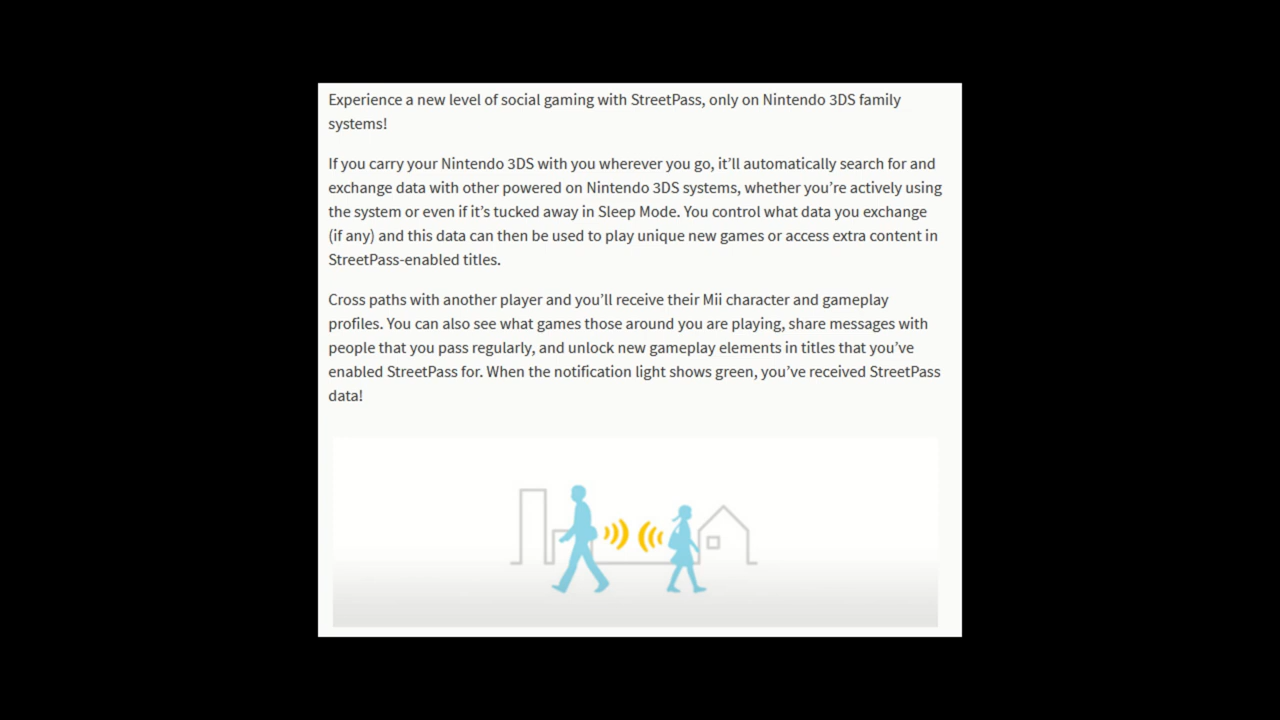 Experience a new level of social gaming with StreetPass, only on Nintendo 3DS family
systems!
If you carry your Nintendo 3DS with you wherever you go, it’ll automatically search for and
exchange data with other powered on Nintendo 3DS systems, whether you’re actively using
the system or even if it’s tucked away in Sleep Mode. You control what data you exchange
(if any) and this data can then be used to play unique new games or access extra content in
StreetPass-enabled titles.
Cross paths with another player and you’ll receive their Mii character and gameplay
profiles. You can also see what games those around you are playing, share messages with
people that you pass regularly, and unlock new gameplay elements in titles that you’ve
enabled StreetPass for. When the notification light shows green, you’ve received StreetPass
data!